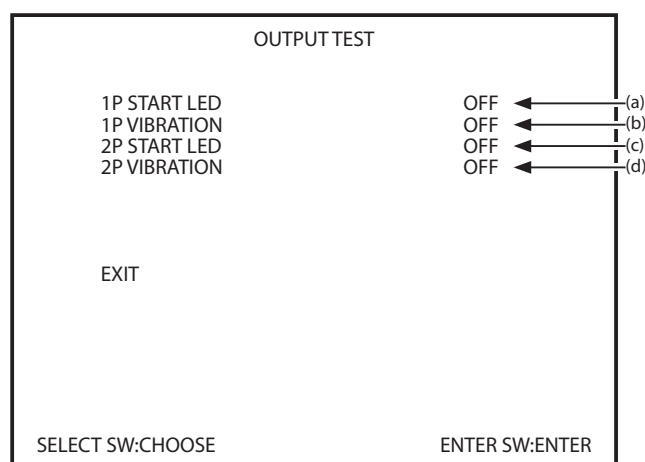 OUTPUT TEST
1P START LED OFF (a)
1P VIBRATION OFF (b)
2P START LED OFF (c)
2P VIBRATION OFF (d)
EXIT
SELECT SW:CHOOSE ENTER SW:ENTER